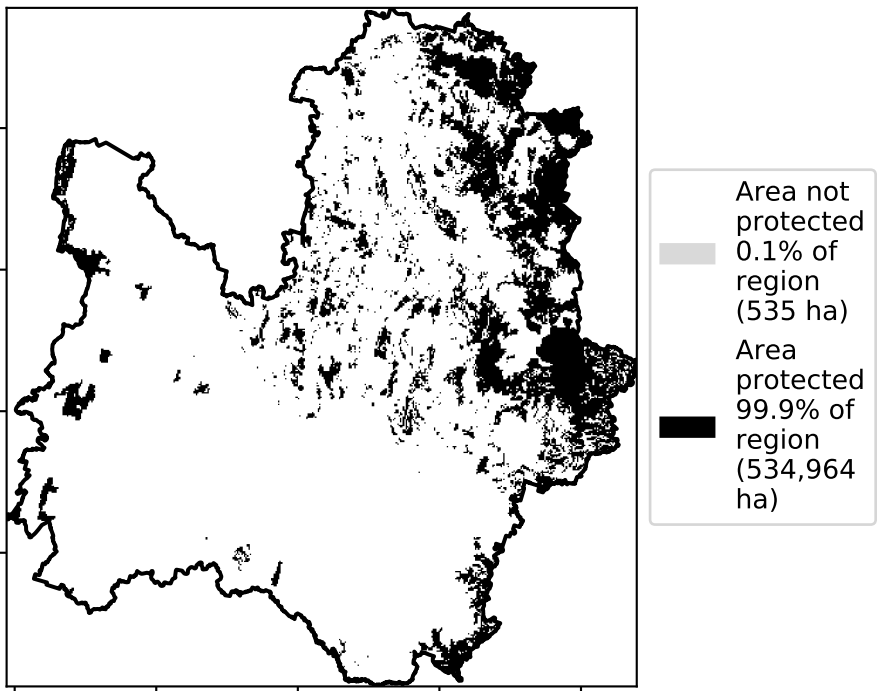 Area not
protected
0.1% of
region
(535 ha)
Area
protected
99.9% of
region
(534,964
ha)